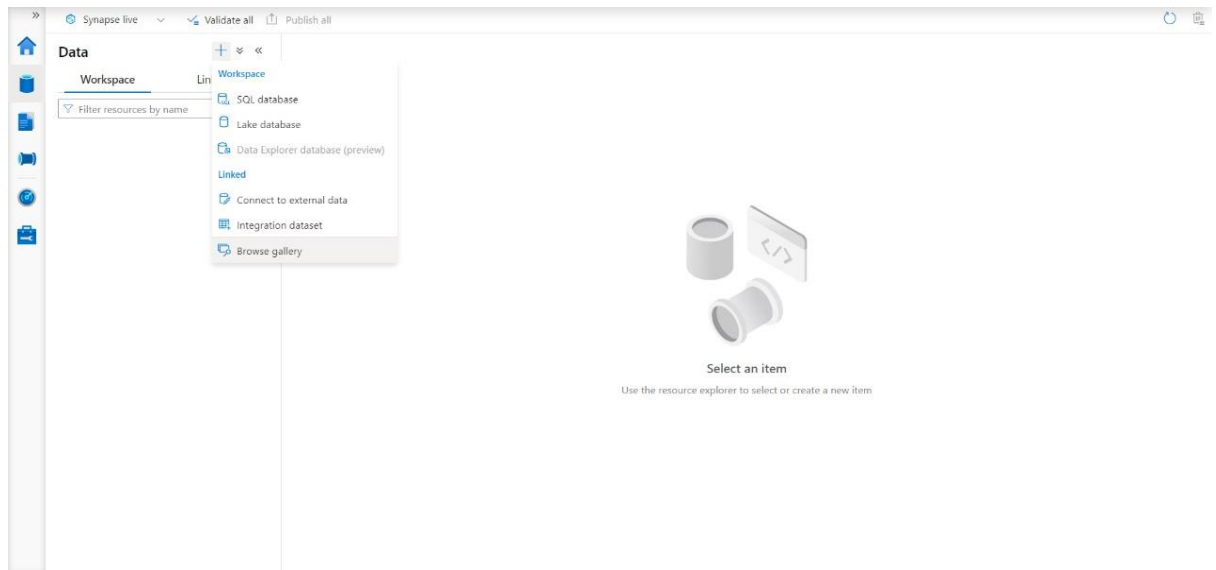 Synapse live Validate all Publish all
Data
Workspace Lin
Filter resources by name
Workspace
SQL database
Lake database
Data Explorer database (preview)
Linked
Connect to external data
Integration dataset
Browse gallery
Select an item
Use the resource explorer to select or create a new item